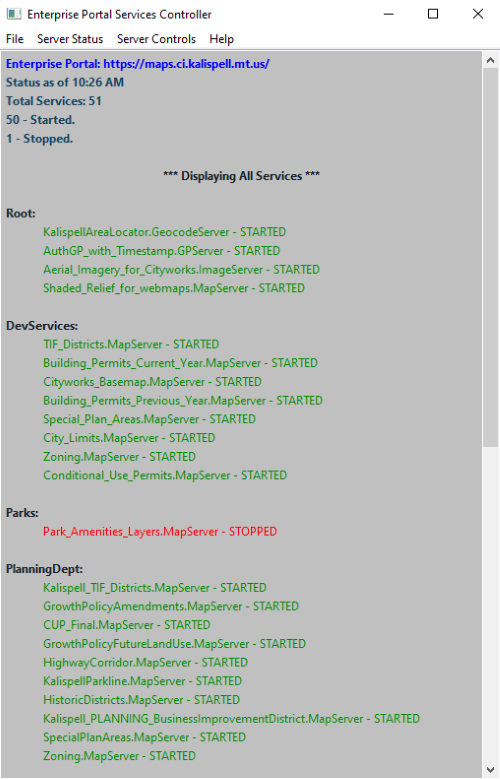 Enterprise Portal Services Controller
File Server Status Server Controls Help
Enterprise Portal: https://maps.ci.kalispell.mt.us/
Status as of 10:26 AM
Total Services: 51
50 - Started.
1 - Stopped.
*** Displaying All Services ***
Root:
KalispellAreaLocator.GeocodeServer - STARTED
AuthGP_with_Timestamp.GPServer - STARTED
Aerial_Imagery_for_Cityworks.ImageServer - STARTED
Shaded_Relief_for_webmaps.MapServer - STARTED
DevServices:
TIF_Districts.MapServer - STARTED
Building_Permits_Current_Year.MapServer - STARTED
Cityworks_Basemap.MapServer - STARTED
Building_Permits_Previous_Year.MapServer - STARTED
Special_Plan_Areas.MapServer - STARTED
City_Limits.MapServer - STARTED
Zoning.MapServer - STARTED
Conditional_Use_Permits.MapServer - STARTED
Parks:
Park_Amenities_Layers.MapServer - STOPPED
PlanningDept:
Kalispell_TIF_Districts.MapServer - STARTED
GrowthPolicyAmendments.MapServer - STARTED
CUP_Final.MapServer - STARTED
GrowthPolicyFutureLandUse.MapServer - STARTED
HighwayCorridor.MapServer - STARTED
KalispellParkline.MapServer - STARTED
HistoricDistricts.MapServer - STARTED
Kalispell_PLANNING_BusinessImprovementDistrict.MapServer - STARTED
SpecialPlanAreas.MapServer - STARTED
Zoning.MapServer - STARTED